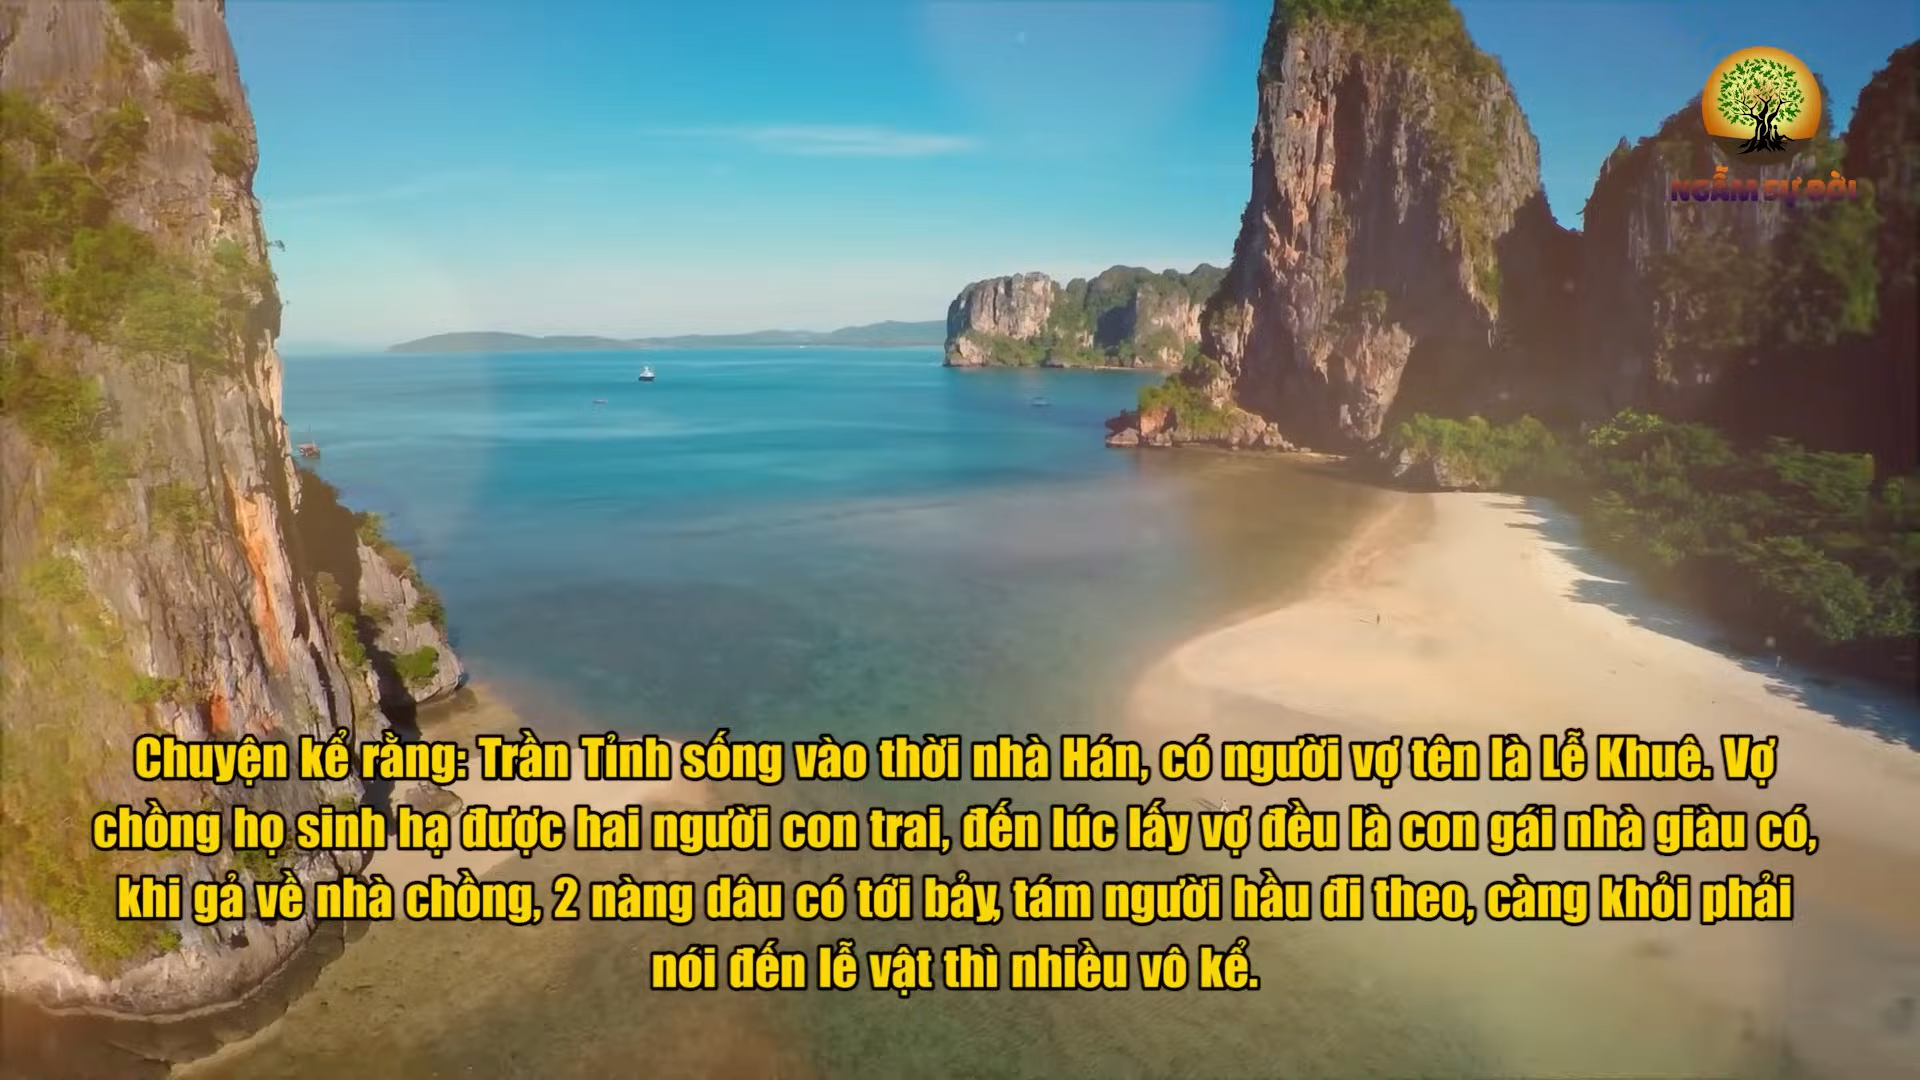 NGẪM SỰ ĐỜI
Chuyện kể rằng: Trần Tỉnh sống vào thời nhà Hán, có người vợ tên là Lễ Khuê. Vợ
chồng họ sinh hạ được hai người con trai, đến lúc lấy vợ đều là con gái nhà giàu có,
khi gả về nhà chồng, 2 nàng dâu có tới bảy, tám người hầu đi theo, càng khỏi phải
nói đến lễ vật thì nhiều vô kể.